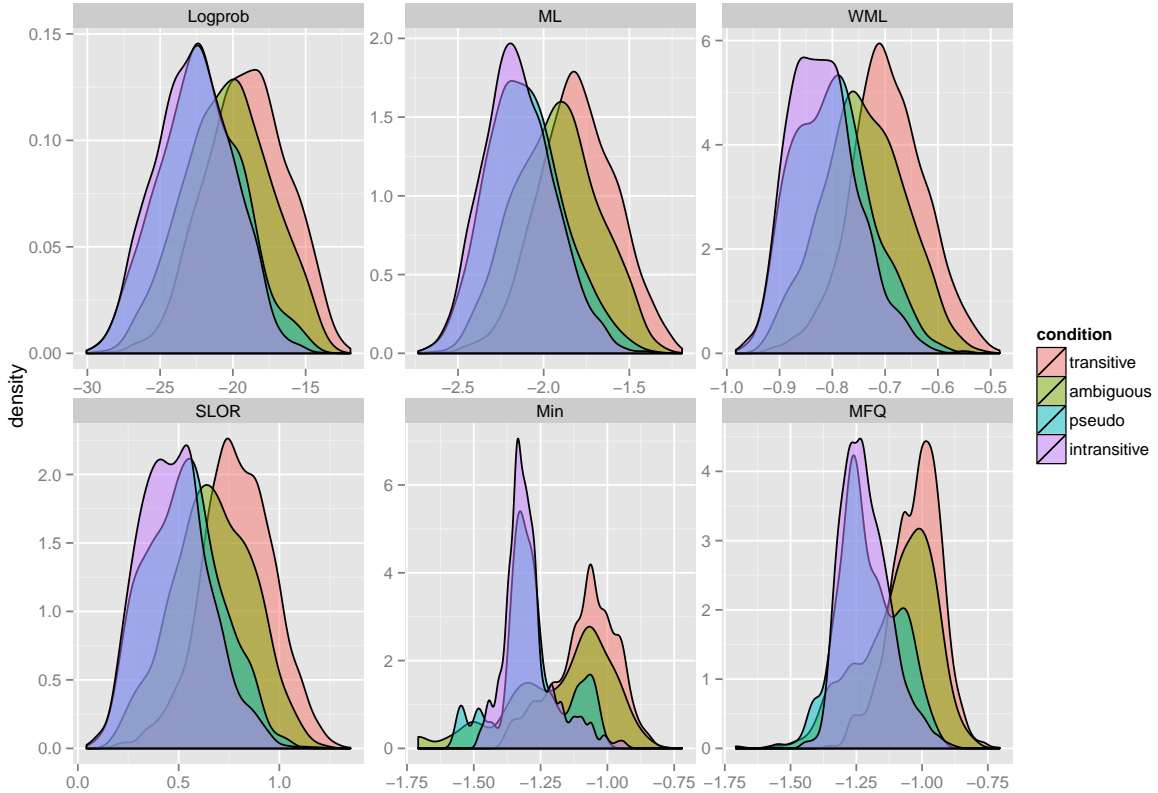 Logprob ML WML
0.15 2.0 6
1.5
0.10 4
1.0
0.05 2
0.5
0.00 0.0 0
−30 −25 −20 −15 −2.5 −2.0 −1.5 −1.0 −0.9 −0.8 −0.7 −0.6 −0.5
density
SLOR Min MFQ
2.0 6 4
1.5 3
4
1.0 2
0.5 2 1
0.0 0 0
0.0 0.5 1.0 −1.75 −1.50 −1.25 −1.00 −0.75 −1.75 −1.50 −1.25 −1.00 −0.75
condition
transitive
ambiguous
pseudo
intransitive